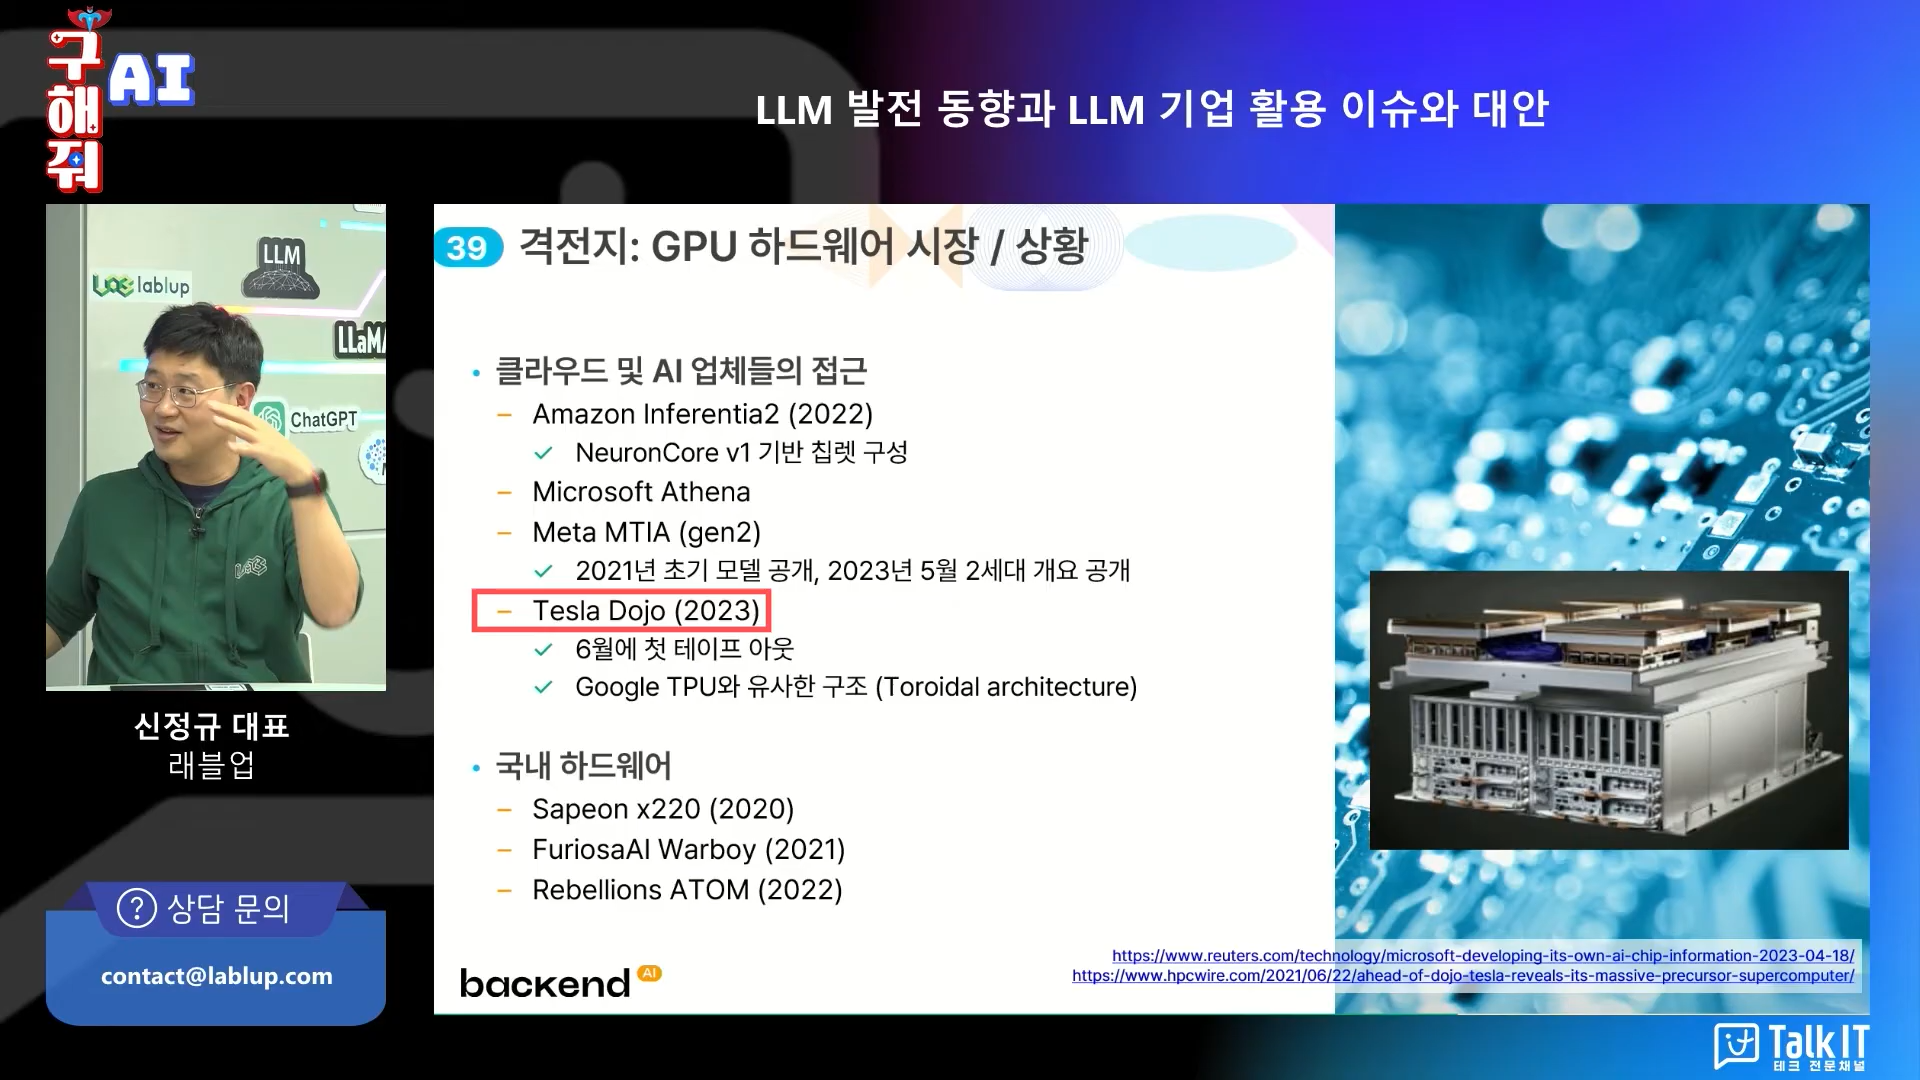 구해줘
AI
LLM 발전 동향과 LLM 기업 활용 이슈와 대안
LLM
lablup
LLaMA
ChatGPT
신정규 대표
래블업
? 상담 문의
contact@lablup.com
39 격전지: GPU 하드웨어 시장 / 상황
• 클라우드 및 AI 업체들의 접근
– Amazon Inferentia2 (2022)
✓ NeuronCore v1 기반 칩렛 구성
– Microsoft Athena
– Meta MTIA (gen2)
✓ 2021년 초기 모델 공개, 2023년 5월 2세대 개요 공개
– Tesla Dojo (2023)
✓ 6월에 첫 테이프 아웃
✓ Google TPU와 유사한 구조 (Toroidal architecture)
• 국내 하드웨어
– Sapeon x220 (2020)
– FuriosaAI Warboy (2021)
– Rebellions ATOM (2022)
https://www.reuters.com/technology/microsoft-developing-its-own-ai-chip-information-2023-04-18/
https://www.hpcwire.com/2021/06/22/ahead-of-dojo-tesla-reveals-its-massive-precursor-supercomputer/
backend AI
it TalkIT
테크 전문채널